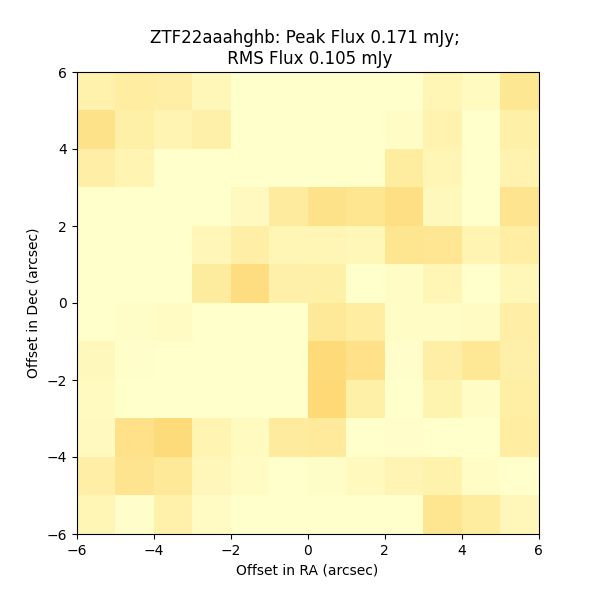 ZTF22aaahghb: Peak Flux 0.171 mJy;
RMS Flux 0.105 mJy
6
4
2
0
−2
−4
−6
Offset in Dec (arcsec)
−6 −4 −2 0 2 4 6
Offset in RA (arcsec)